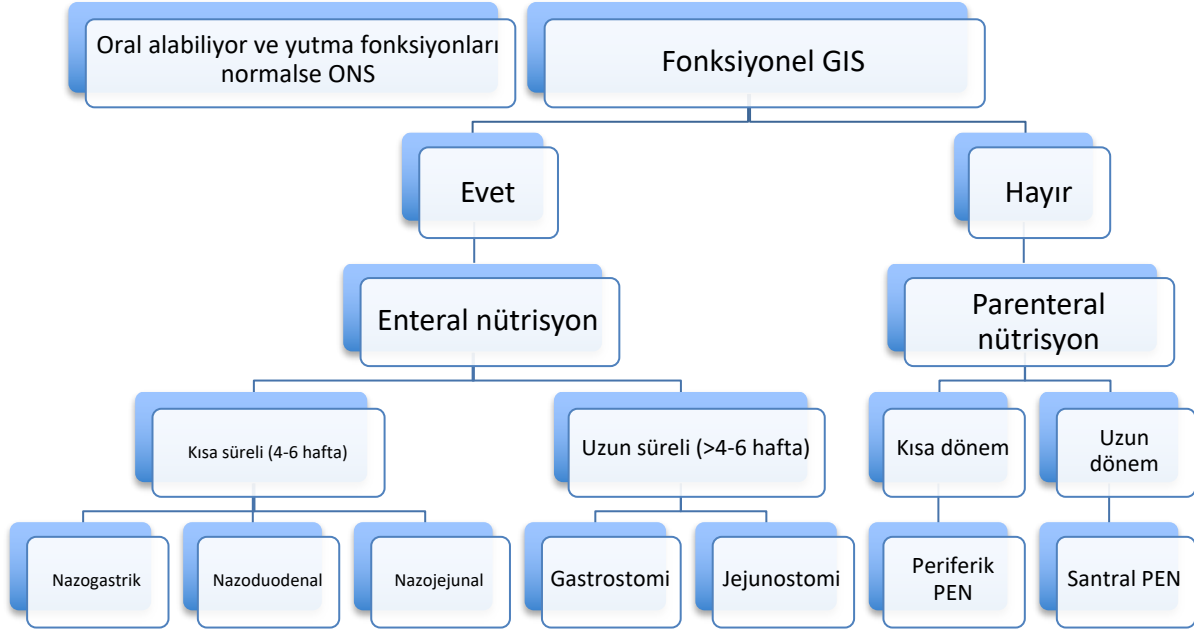 Oral alabiliyor ve yutma fonksiyonları
normalse ONS
Fonksiyonel GIS
Evet
Hayır
Enteral nütrisyon
Parenteral
nütrisyon
Kısa süreli (4-6 hafta)
Uzun süreli (>4-6 hafta)
Kısa dönem
Uzun
dönem
Nazogastrik
Nazoduodenal
Nazojejunal
Gastrostomi
Jejunostomi
Periferik
PEN
Santral PEN